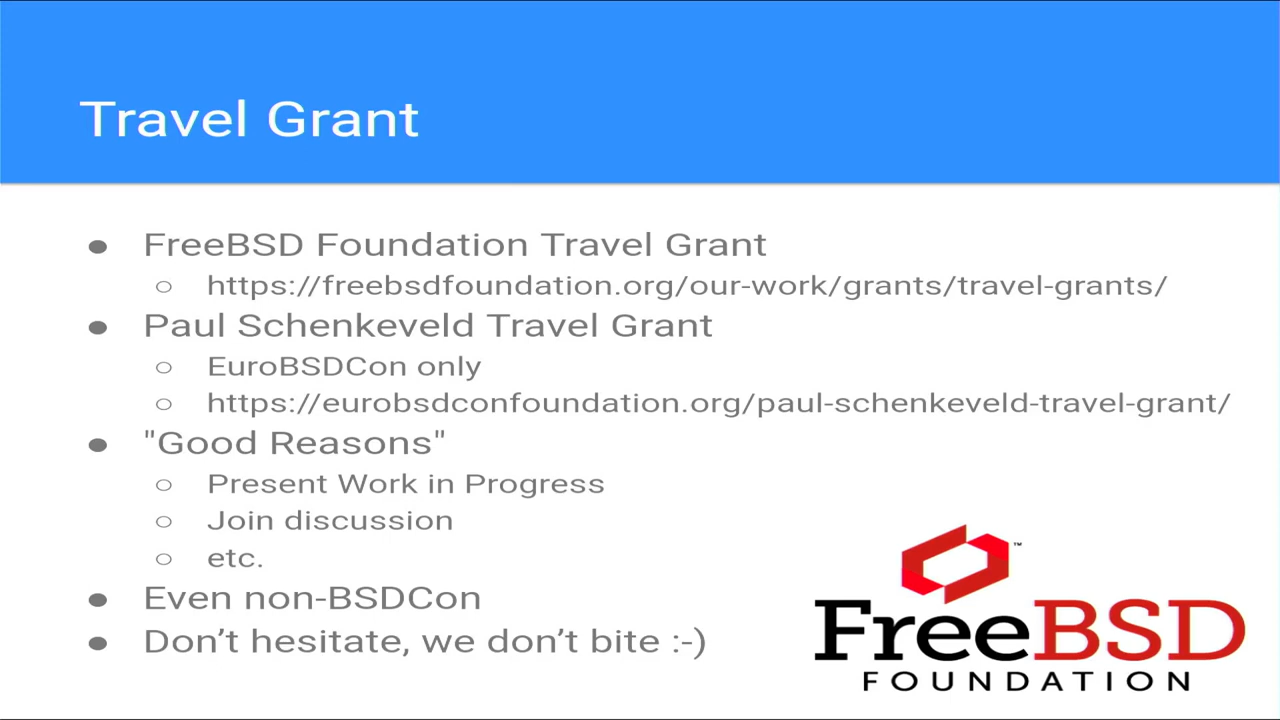 Travel Grant
● FreeBSD Foundation Travel Grant
○ https://freebsdfoundation.org/our-work/grants/travel-grants/
● Paul Schenkeveld Travel Grant
○ EuroBSDCon only
○ https://eurobsdconfoundation.org/paul-schenkeveld-travel-grant/
● "Good Reasons"
○ Present Work in Progress
○ Join discussion
○ etc.
● Even non-BSDCon
● Don’t hesitate, we don’t bite :-)
™
FreeBSD
FOUNDATION